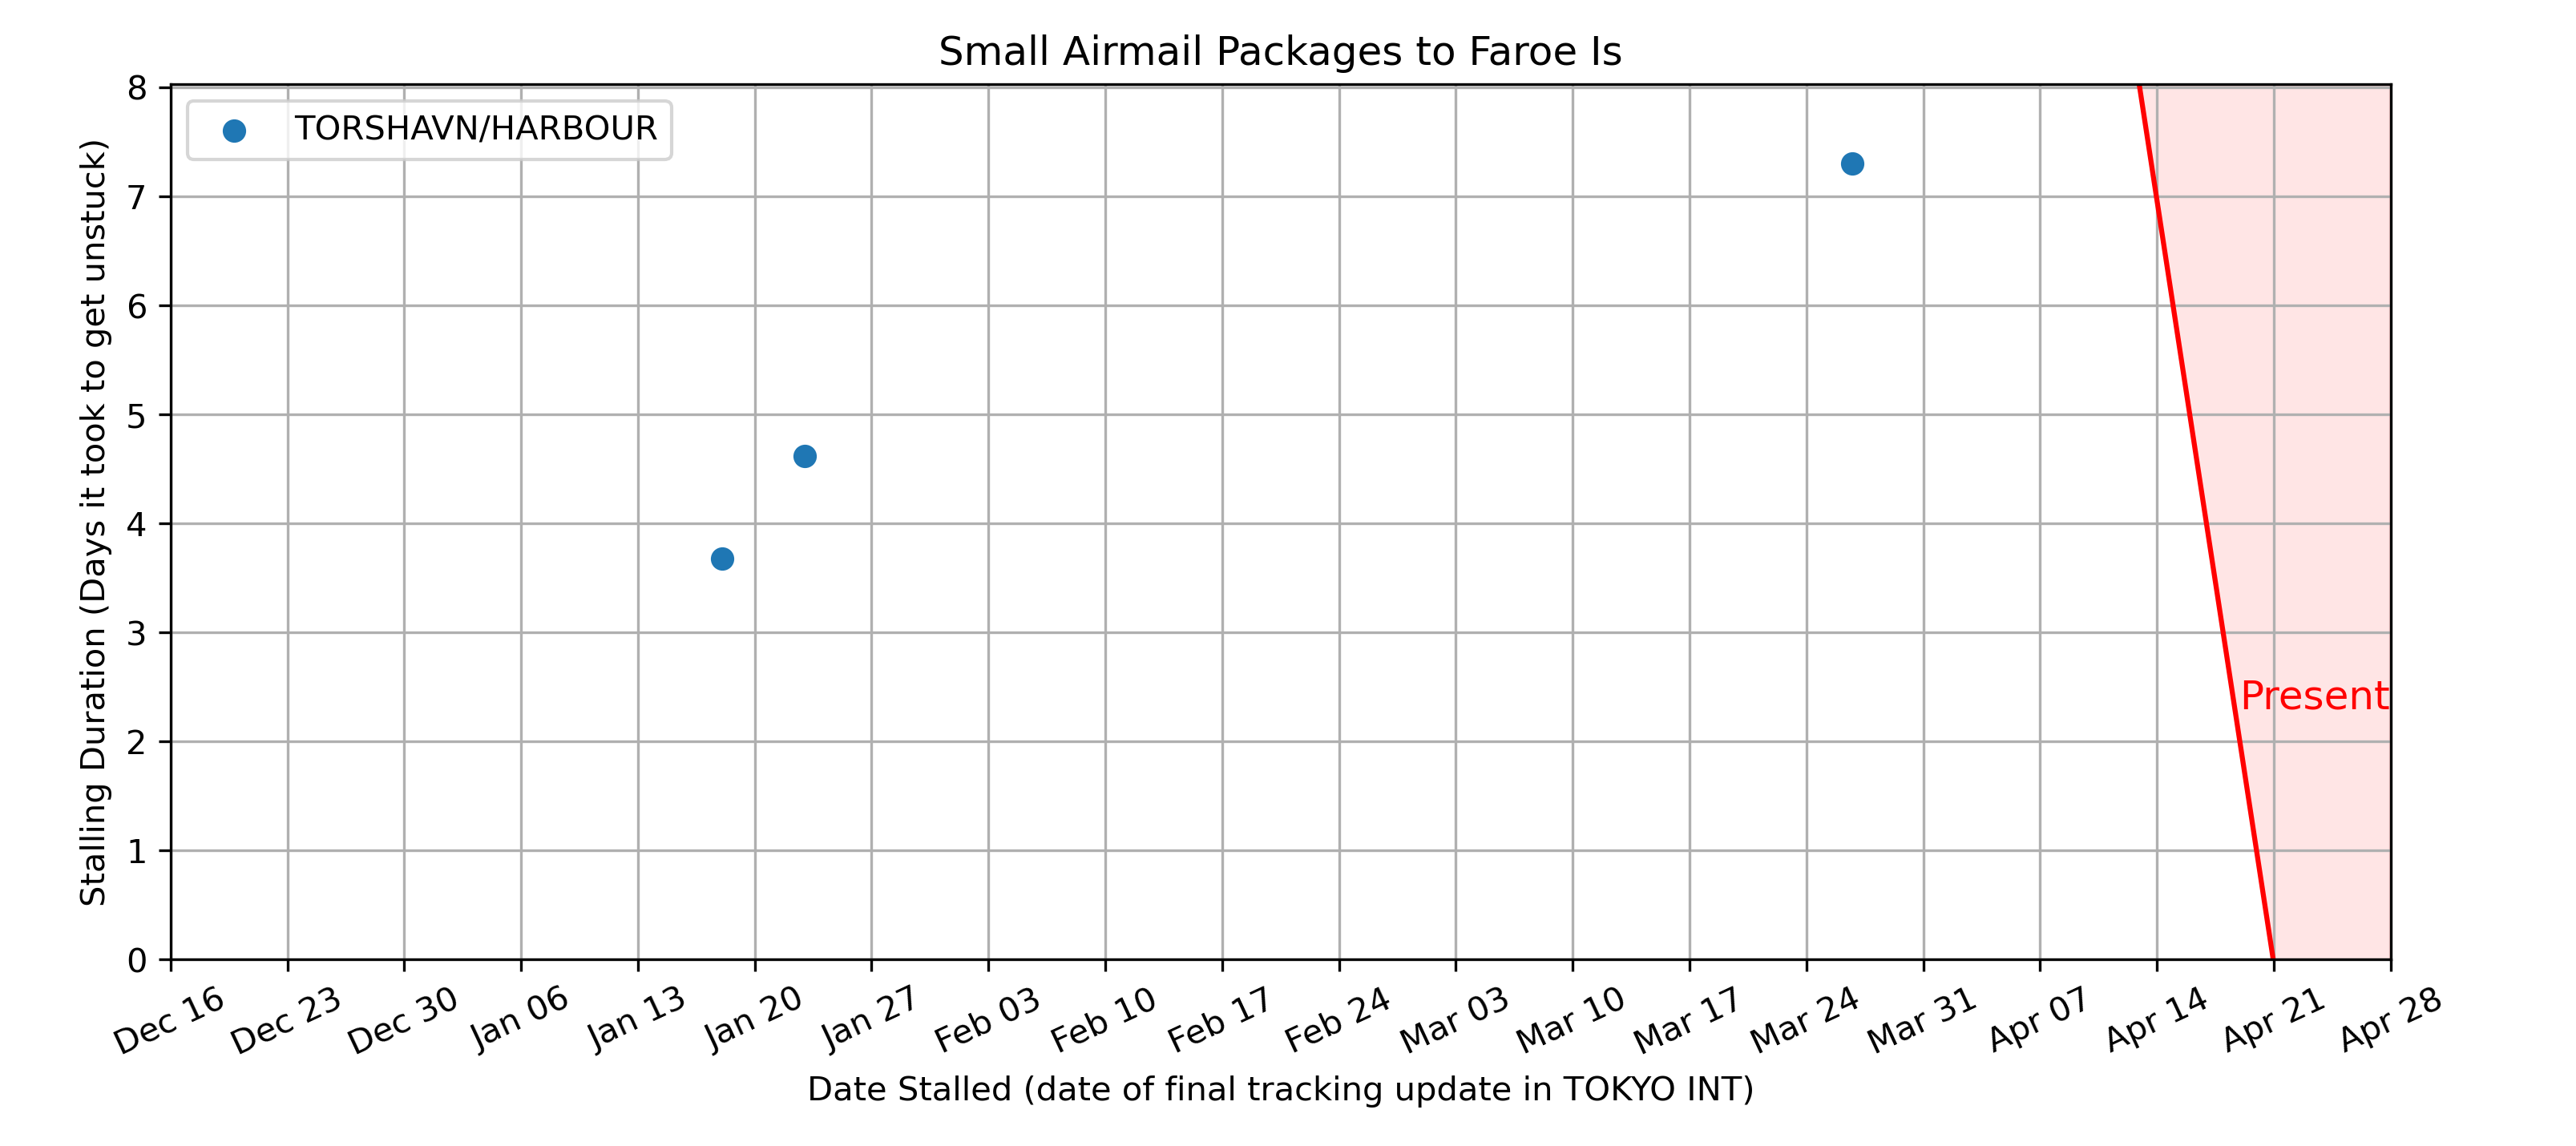 Small Airmail Packages to Faroe Is
TORSHAVN/HARBOUR
Stalling Duration (Days it took to get unstuck)
8
7
6
5
4
3
2
1
0
Present
Dec 16 Dec 23 Dec 30 Jan 06 Jan 13 Jan 20 Jan 27 Feb 03 Feb 10 Feb 17 Feb 24 Mar 03 Mar 10 Mar 17 Mar 24 Mar 31 Apr 07 Apr 14 Apr 21 Apr 28
Date Stalled (date of final tracking update in TOKYO INT)